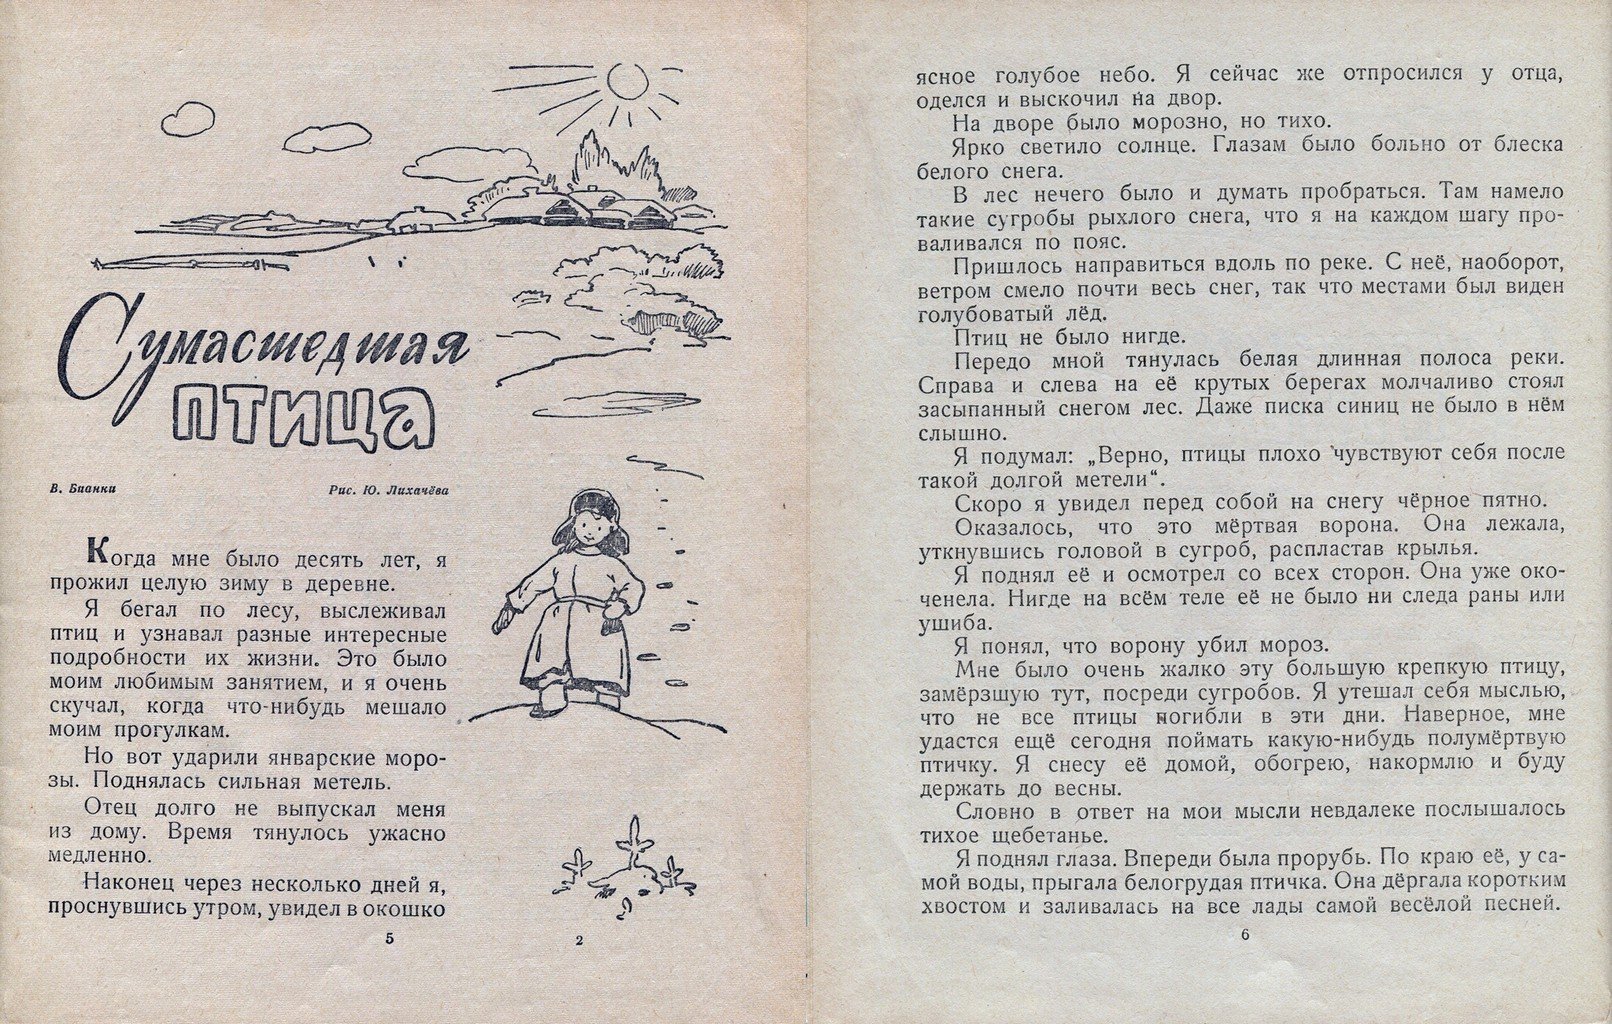 Сумасшедшая
птица
В. Бианки
Рис. Ю. Лихачёва
Когда мне было десять лет, я
прожил целую зиму в деревне.
Я бегал по лесу, выслеживал
птиц и узнавал разные интересные
подробности их жизни. Это было
моим любимым занятием, и я очень
скучал, когда что-нибудь мешало
моим прогулкам.
Но вот ударили январские моро-
зы. Поднялась сильная метель.
Отец долго не выпускал меня
из дому. Время тянулось ужасно
медленно.
Наконец через несколько дней я,
проснувшись утром, увидел в окошко
5
2
ясное голубое небо. Я сейчас же отпросился у отца,
оделся и выскочил на двор.
На дворе было морозно, но тихо.
Ярко светило солнце. Глазам было больно от блеска
белого снега.
В лес нечего было и думать пробраться. Там намело
такие сугробы рыхлого снега, что я на каждом шагу про-
валивался по пояс.
Пришлось направиться вдоль по реке. С неё, наоборот,
ветром смело почти весь снег, так что местами был виден
голубоватый лёд.
Птиц не было нигде.
Передо мной тянулась белая длинная полоса реки.
Справа и слева на её крутых берегах молчаливо стоял
засыпанный снегом лес. Даже писка синиц не было в нём
слышно.
Я подумал: „Верно, птицы плохо чувствуют себя после
такой долгой метели“.
Скоро я увидел перед собой на снегу чёрное пятно.
Оказалось, что это мёртвая ворона. Она лежала,
уткнувшись головой в сугроб, распластав крылья.
Я поднял её и осмотрел со всех сторон. Она уже око-
ченела. Нигде на всём теле её не было ни следа раны или
ушиба.
Я понял, что ворону убил мороз.
Мне было очень жалко эту большую крепкую птицу,
замёрзшую тут, посреди сугробов. Я утешал себя мыслью,
что не все птицы погибли в эти дни. Наверное, мне
удастся ещё сегодня поймать какую-нибудь полумёртвую
птичку. Я снесу её домой, обогрею, накормлю и буду
держать до весны.
Словно в ответ на мои мысли невдалеке послышалось
тихое щебетанье.
Я поднял глаза. Впереди была прорубь. По краю её, у са-
мой воды, прыгала белогрудая птичка. Она дёргала коротким
хвостом и заливалась на все лады самой весёлой песней.
6